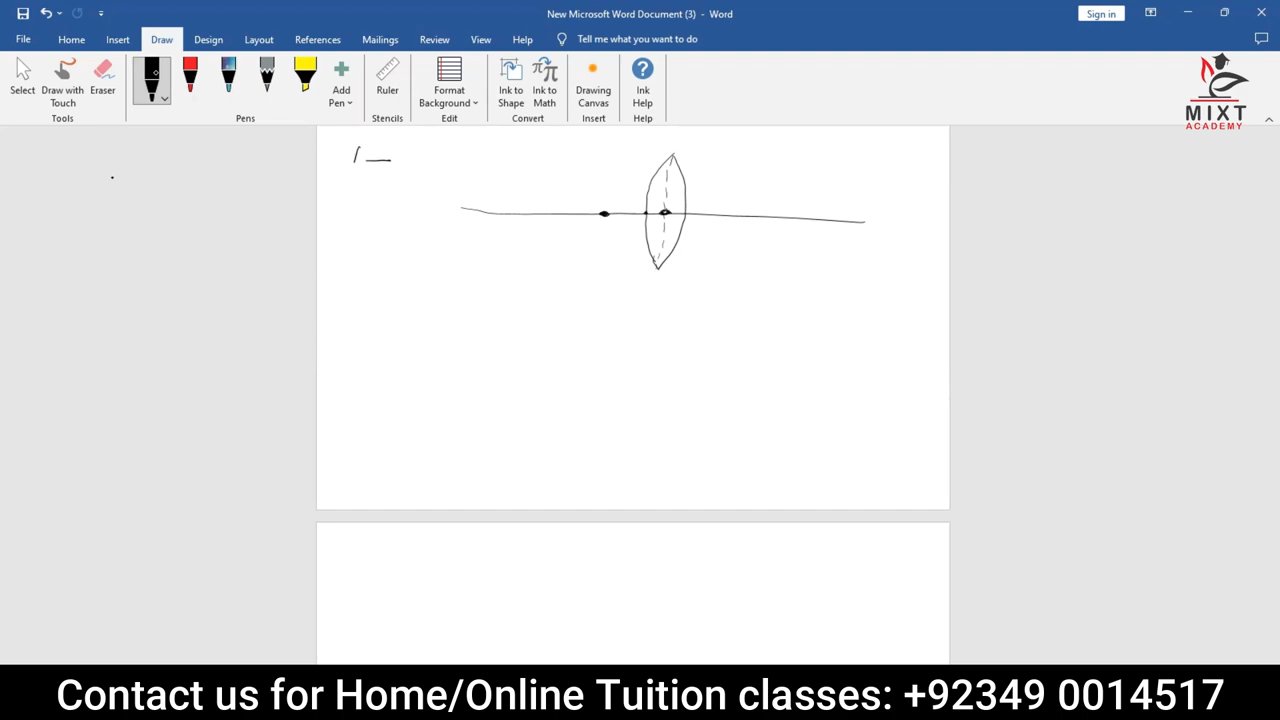 New Microsoft Word Document (3) - Word
Sign in
File Home Insert Draw Design Layout References Mailings Review View Help Tell me what you want to do
Select
Draw with Touch
Eraser
Add Pen
Ruler
Format Background
Ink to Shape
Ink to Math
Drawing Canvas
Ink Help
Tools Pens Stencils Edit Convert Insert Help
MIXT
ACADEMY
Contact us for Home/Online Tuition classes: +92349 0014517